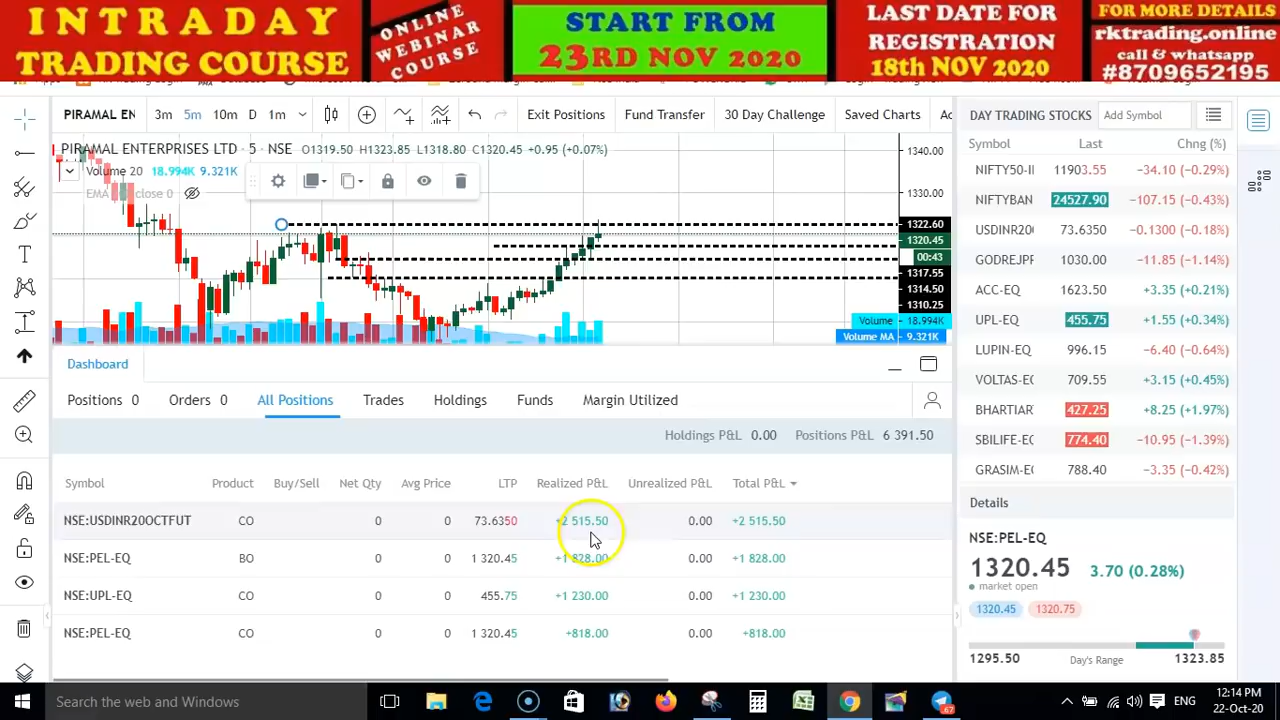 INTRADAY
TRADING COURSE
ONLINE
WEBINAR
COURSE
START FROM
23RD NOV 2020
LAST DATE FOR
REGISTRATION
18th NOV 2020
FOR MORE DETAILS
rktrading.online
call & whatsapp
#8709652195
PIRAMAL EN 3m 5m 10m D 1m Exit Positions Fund Transfer 30 Day Challenge Saved Charts
PIRAMAL ENTERPRISES LTD · 5 · NSE O1319.50 H1323.85 L1318.80 C1320.45 +0.95 (+0.07%)
Volume 20 18.994K 9.321K
EMA close 0
1340.00
1330.00
1322.60
1320.45
00:43
1317.55
1314.50
1310.25
Volume 18.994K
Volume MA 9.321K
Dashboard
Positions 0 Orders 0 All Positions Trades Holdings Funds Margin Utilized
Holdings P&L 0.00 Positions P&L 6 391.50
Symbol Product Buy/Sell Net Qty Avg Price LTP Realized P&L Unrealized P&L Total P&L
NSE:USDINR20OCTFUT CO 0 0 73.6350 +2 515.50 0.00 +2 515.50
NSE:PEL-EQ BO 0 0 1 320.45 +1 828.00 0.00 +1 828.00
NSE:UPL-EQ CO 0 0 455.75 +1 230.00 0.00 +1 230.00
NSE:PEL-EQ CO 0 0 1 320.45 +818.00 0.00 +818.00
DAY TRADING STOCKS Add Symbol
Symbol Last Chng (%)
NIFTY50-II 11903.55 −34.10 (−0.29%)
NIFTYBAN 24527.90 −107.15 (−0.43%)
USDINR20 73.6350 −0.1300 (−0.18%)
GODREJPF 1030.00 −11.85 (−1.14%)
ACC-EQ 1623.50 +3.35 (+0.21%)
UPL-EQ 455.75 +1.55 (+0.34%)
LUPIN-EQ 996.15 −6.40 (−0.64%)
VOLTAS-EC 709.55 +3.15 (+0.45%)
BHARTIAR 427.25 +8.25 (+1.97%)
SBILIFE-EC 774.40 −10.95 (−1.39%)
GRASIM-EC 788.40 −3.35 (−0.42%)
Details
NSE:PEL-EQ
1320.45 3.70 (0.28%)
market open
1320.45 1320.75
1295.50 Day's Range 1323.85
Search the web and Windows
67
ENG
12:14 PM
22-Oct-20